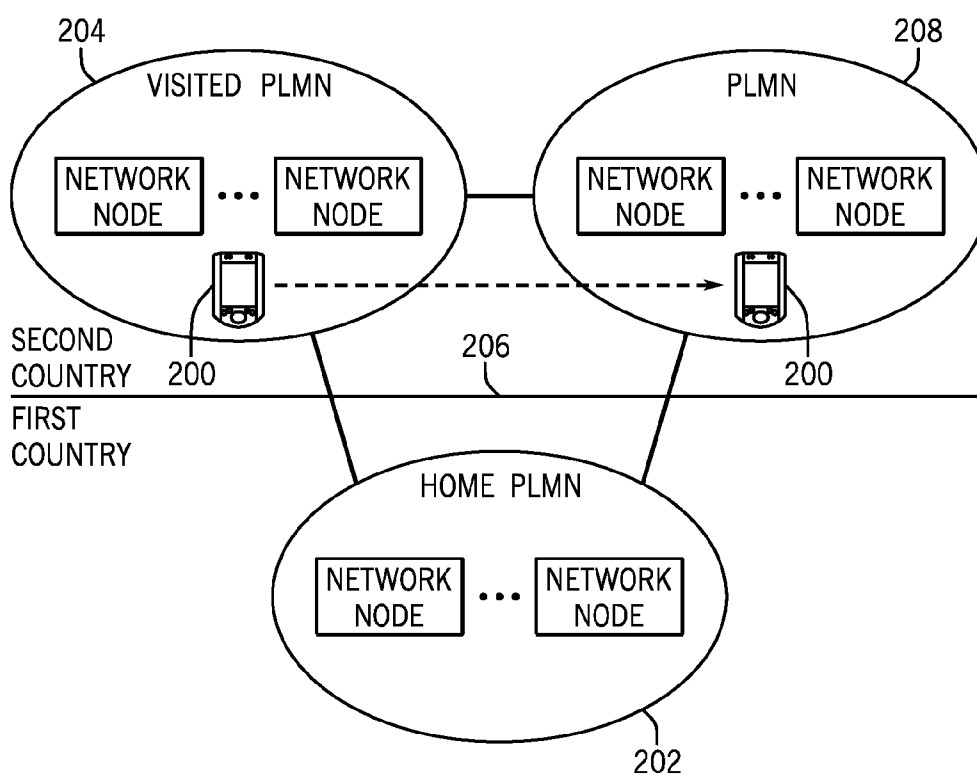 204
208
VISITED PLMN
PLMN
NETWORK NODE
NETWORK NODE
NETWORK NODE
NETWORK NODE
SECOND
COUNTRY
200
206
200
FIRST
COUNTRY
HOME PLMN
NETWORK NODE
NETWORK NODE
202